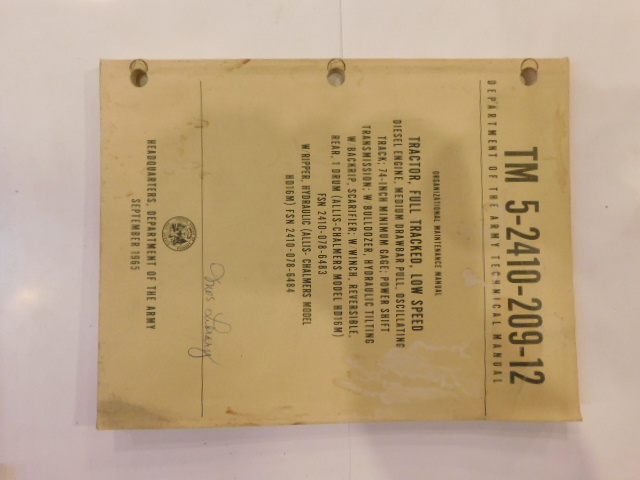 TM 5-2410-209-12
DEPARTMENT OF THE ARMY TECHNICAL MANUAL
ORGANIZATIONAL MAINTENANCE MANUAL
TRACTOR, FULL TRACKED, LOW SPEED
DIESEL ENGINE, MEDIUM DRAWBAR PULL, OSCILLATING
TRACK; 74-INCH MINIMUM GAGE; POWER SHIFT
TRANSMISSION; W BULLDOZER, HYDRAULIC TILTING
W BACKRIP, SCARIFIER; W WINCH, REVERSIBLE,
REAR, 1 DRUM (ALLIS-CHALMERS MODEL HD16M)
FSN 2410-078-6483
W RIPPER, HYDRAULIC (ALLIS-CHALMERS MODEL
HD16M) FSN 2410-078-6484
HEADQUARTERS, DEPARTMENT OF THE ARMY
SEPTEMBER 1965